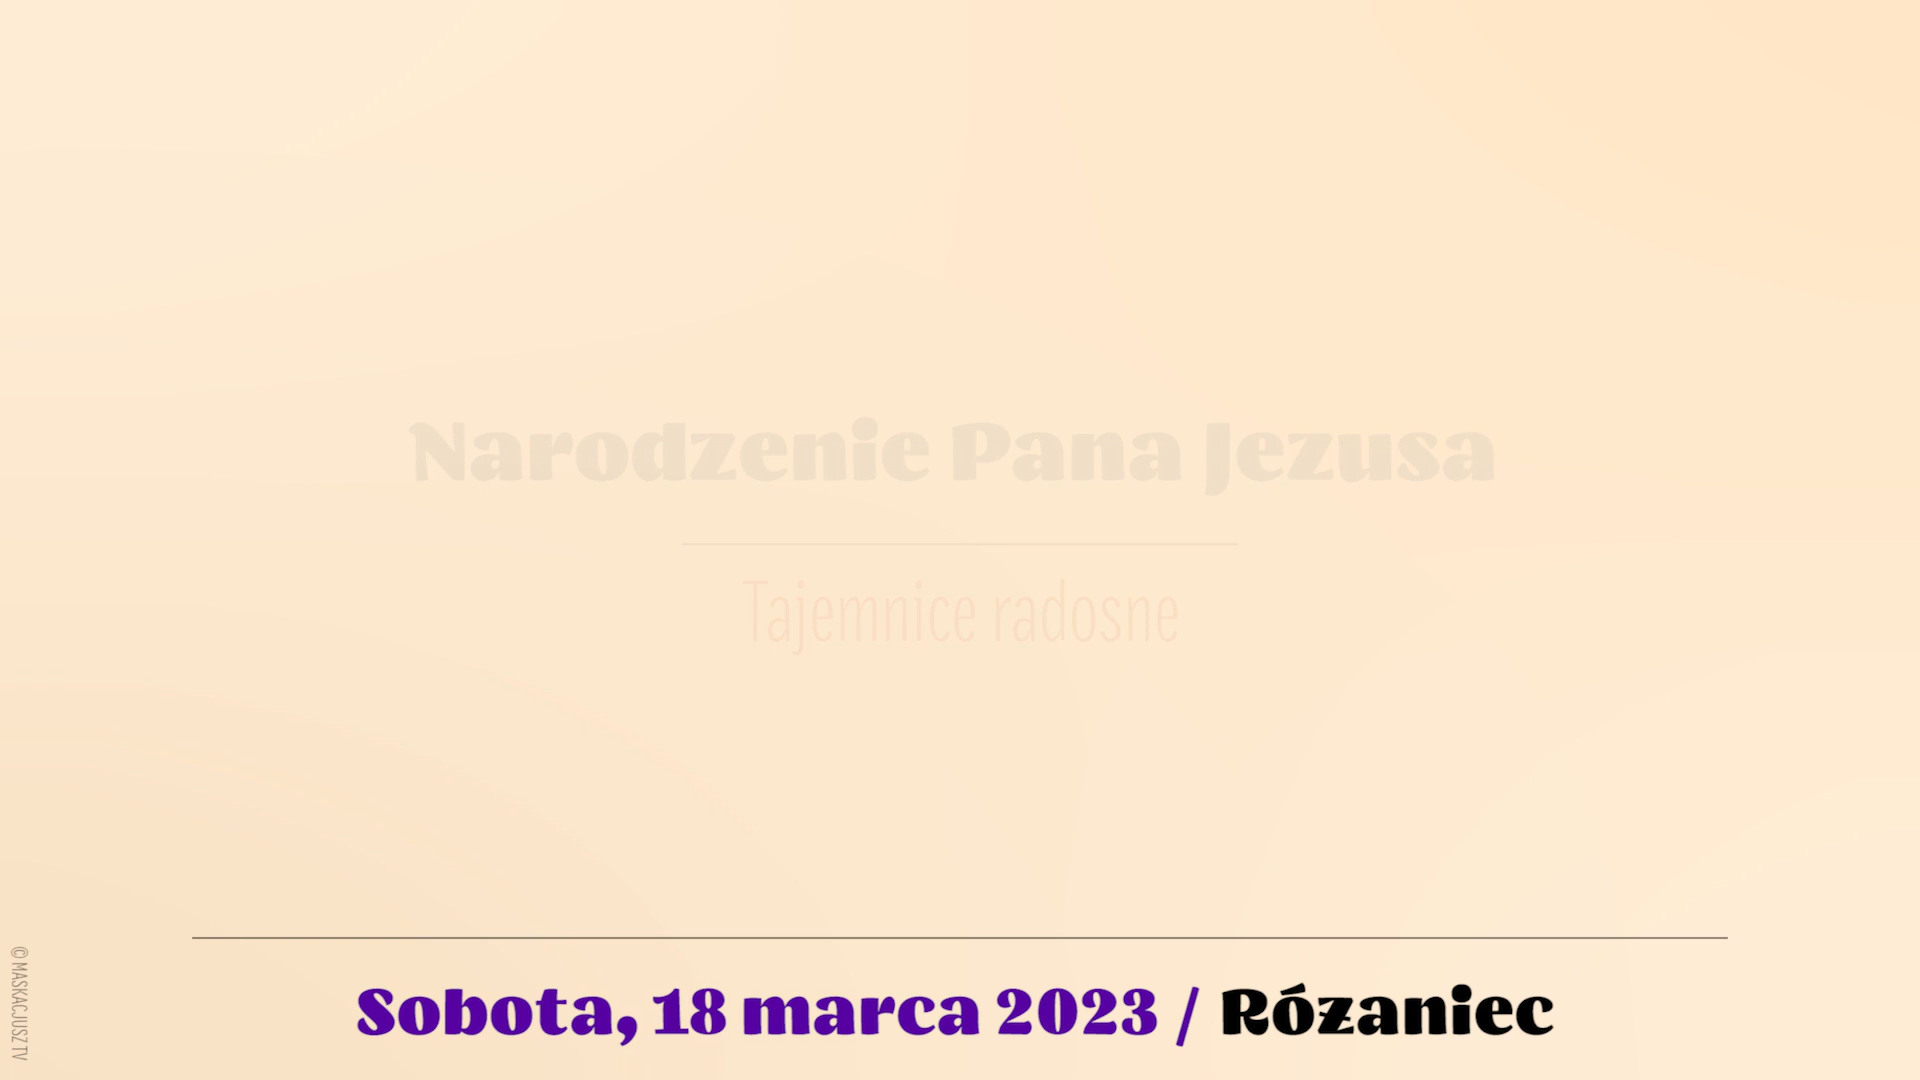 Narodzenie Pana Jezusa
Tajemnice radosne
Sobota, 18 marca 2023 / Różaniec
© MASKACJUSZ TV